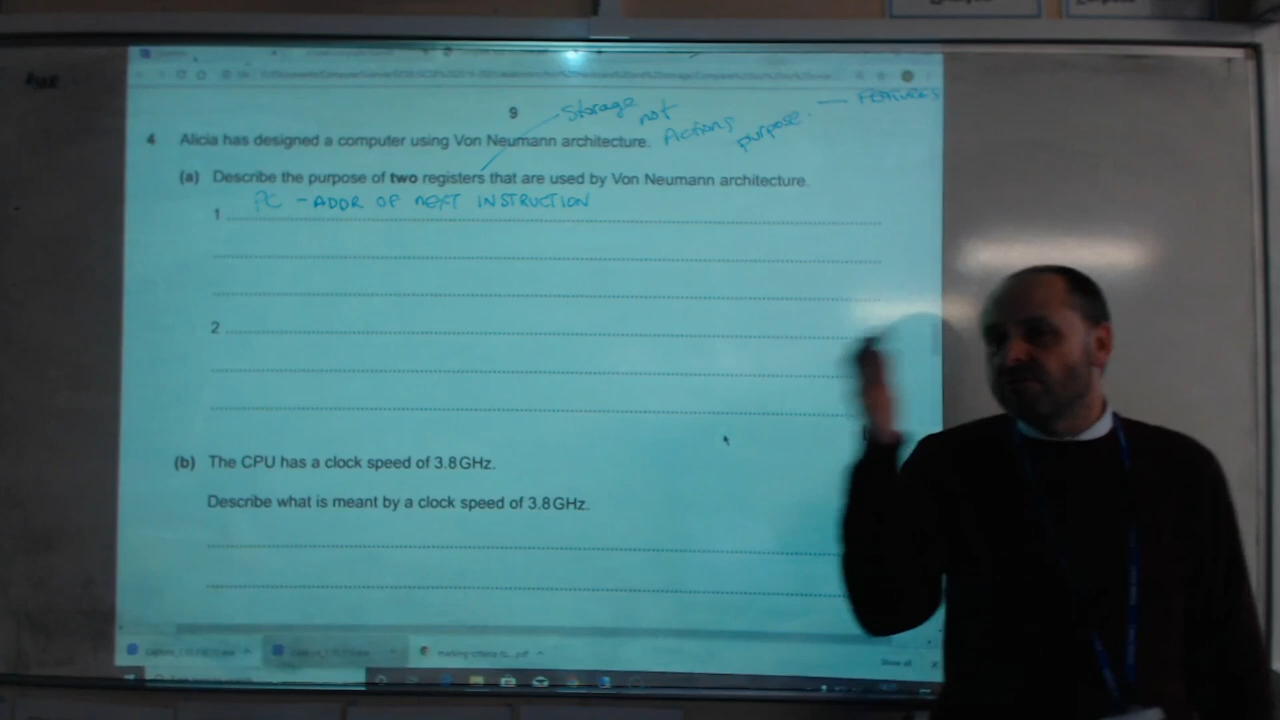 9
Storage not Actions purpose. — FEATURES
4 Alicia has designed a computer using Von Neumann architecture.
(a) Describe the purpose of two registers that are used by Von Neumann architecture.
PC - ADDR OF NEXT INSTRUCTION
1
2
(b) The CPU has a clock speed of 3.8 GHz.
Describe what is meant by a clock speed of 3.8 GHz.
Show all